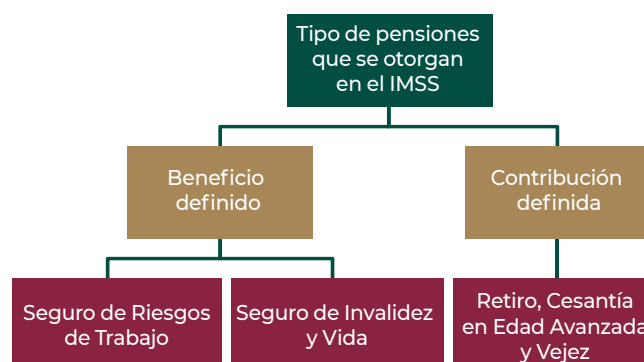 Tipo de pensiones
que se otorgan
en el IMSS
Beneficio
definido
Contribución
definida
Seguro de Riesgos
de Trabajo
Seguro de Invalidez
y Vida
Retiro, Cesantía
en Edad Avanzada
y Vejez